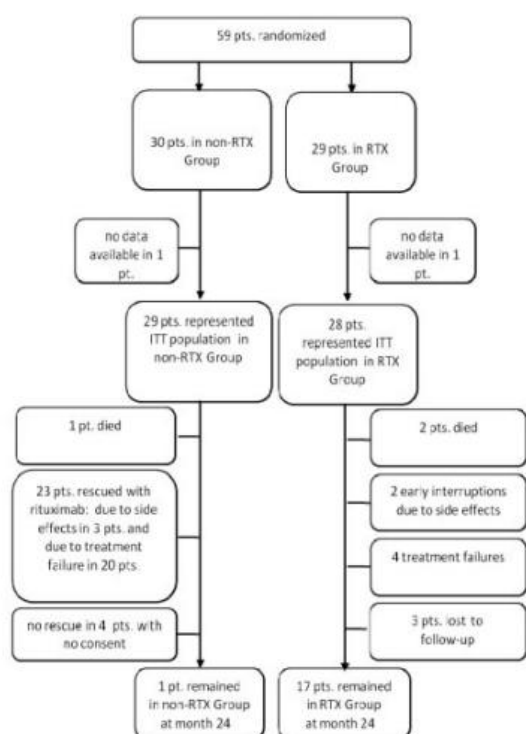 59 pts. randomized
30 pts. in non-RTX
Group
29 pts. in RTX
Group
no data
available in 1
pt.
no data
available in 1
pt.
29 pts. represented
ITT population in
non-RTX Group
28 pts.
represented ITT
population in RTX
Group
1 pt. died
2 pts. died
23 pts. rescued with
rituximab: due to side
effects in 3 pts. and
due to treatment
failure in 20 pts.
2 early interruptions
due to side effects
4 treatment failures
no rescue in 4 pts. with
no consent
3 pts. lost to
follow-up
1 pt. remained
in non-RTX Group
at month 24
17 pts. remained
in RTX Group
at month 24